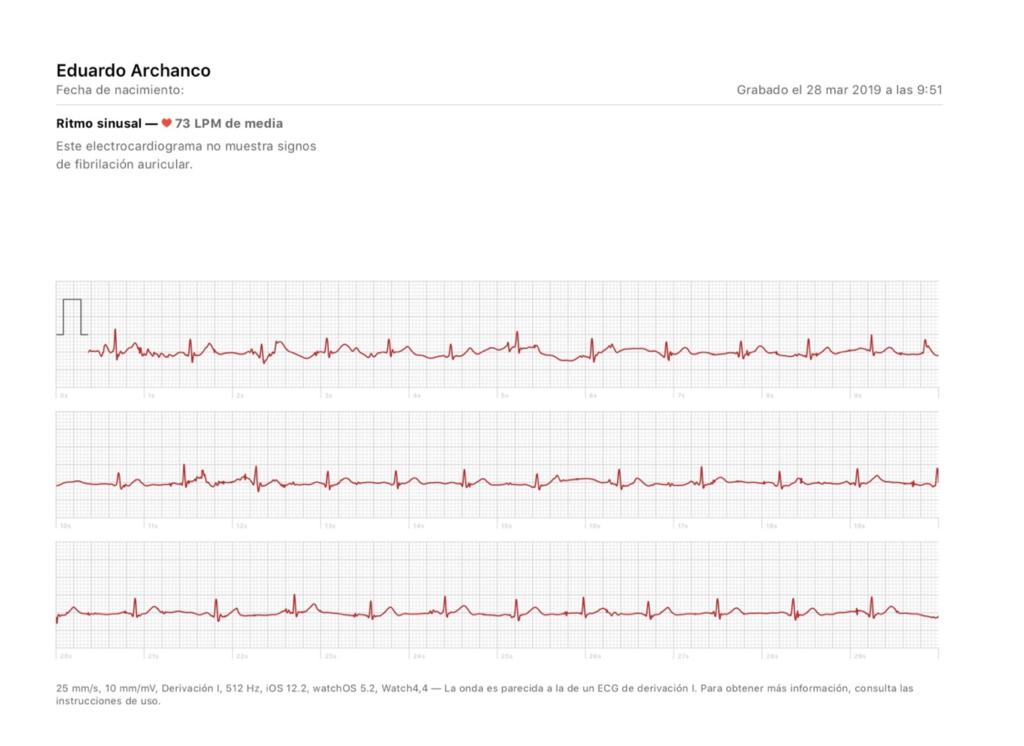 Eduardo Archanco
Fecha de nacimiento:
Grabado el 28 mar 2019 a las 9:51
Ritmo sinusal — ❤ 73 LPM de media
Este electrocardiograma no muestra signos
de fibrilación auricular.
0s 1s 2s 3s 4s 5s 6s 7s 8s 9s
10s 11s 12s 13s 14s 15s 16s 17s 18s 19s
20s 21s 22s 23s 24s 25s 26s 27s 28s 29s
25 mm/s, 10 mm/mV, Derivación I, 512 Hz, iOS 12.2, watchOS 5.2, Watch4,4 — La onda es parecida a la de un ECG de derivación I. Para obtener más información, consulta las
instrucciones de uso.